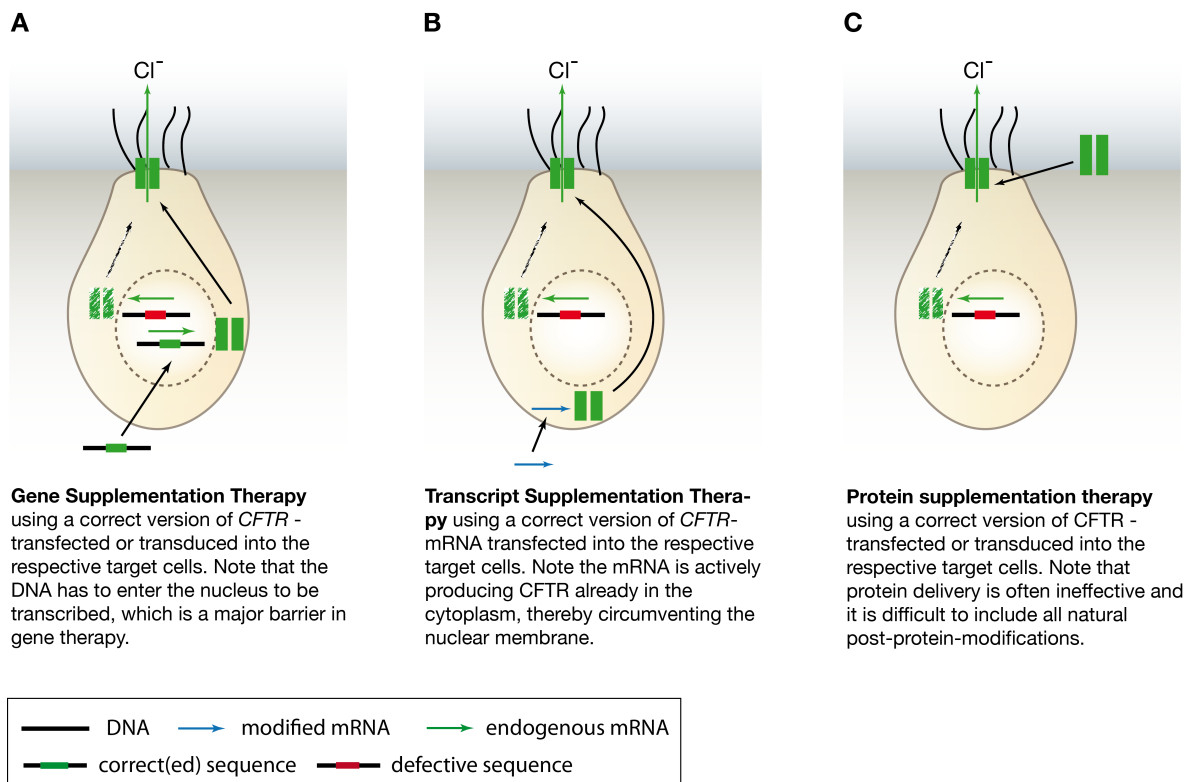 A
B
C
Cl⁻
Cl⁻
Cl⁻
Gene Supplementation Therapy
using a correct version of CFTR -
transfected or transduced into the
respective target cells. Note that the
DNA has to enter the nucleus to be
transcribed, which is a major barrier in
gene therapy.
Transcript Supplementation Thera-
py using a correct version of CFTR-
mRNA transfected into the respective
target cells. Note the mRNA is actively
producing CFTR already in the
cytoplasm, thereby circumventing the
nuclear membrane.
Protein supplementation therapy
using a correct version of CFTR -
transfected or transduced into the
respective target cells. Note that
protein delivery is often ineffective and
it is difficult to include all natural
post-protein-modifications.
DNA
modified mRNA
endogenous mRNA
correct(ed) sequence
defective sequence